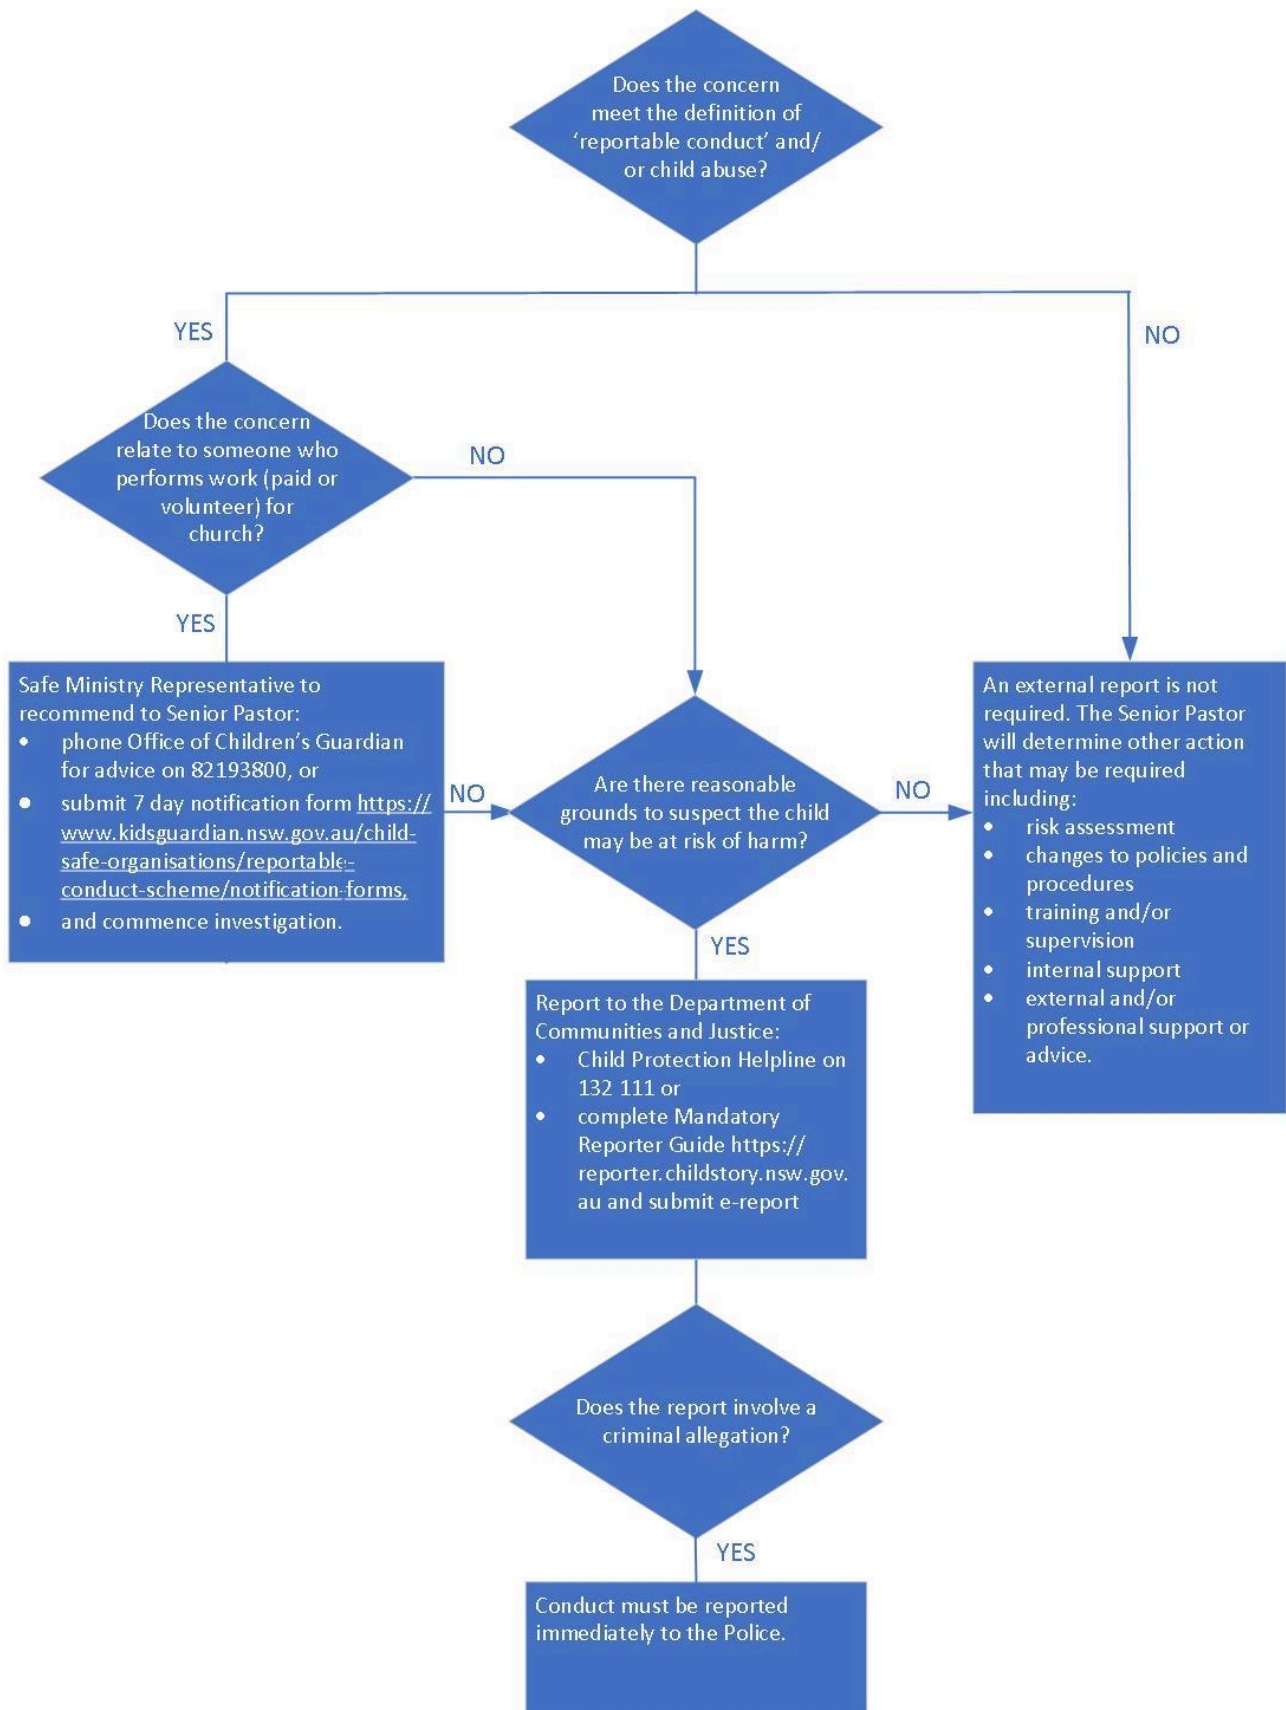 Does the concern
meet the definition of
‘reportable conduct’ and/
or child abuse?
YES
NO
Does the concern
relate to someone who
performs work (paid or
volunteer) for
church?
NO
YES
Safe Ministry Representative to
recommend to Senior Pastor:
• phone Office of Children’s Guardian
for advice on 82193800, or
• submit 7 day notification form https://
www.kidsguardian.nsw.gov.au/child-
safe-organisations/reportable-
conduct-scheme/notification-forms,
• and commence investigation.
NO
Are there reasonable
grounds to suspect the child
may be at risk of harm?
NO
An external report is not
required. The Senior Pastor
will determine other action
that may be required
including:
• risk assessment
• changes to policies and
procedures
• training and/or
supervision
• internal support
• external and/or
professional support or
advice.
YES
Report to the Department of
Communities and Justice:
• Child Protection Helpline on
132 111 or
• complete Mandatory
Reporter Guide https://
reporter.childstory.nsw.gov.
au and submit e-report
Does the report involve a
criminal allegation?
YES
Conduct must be reported
immediately to the Police.